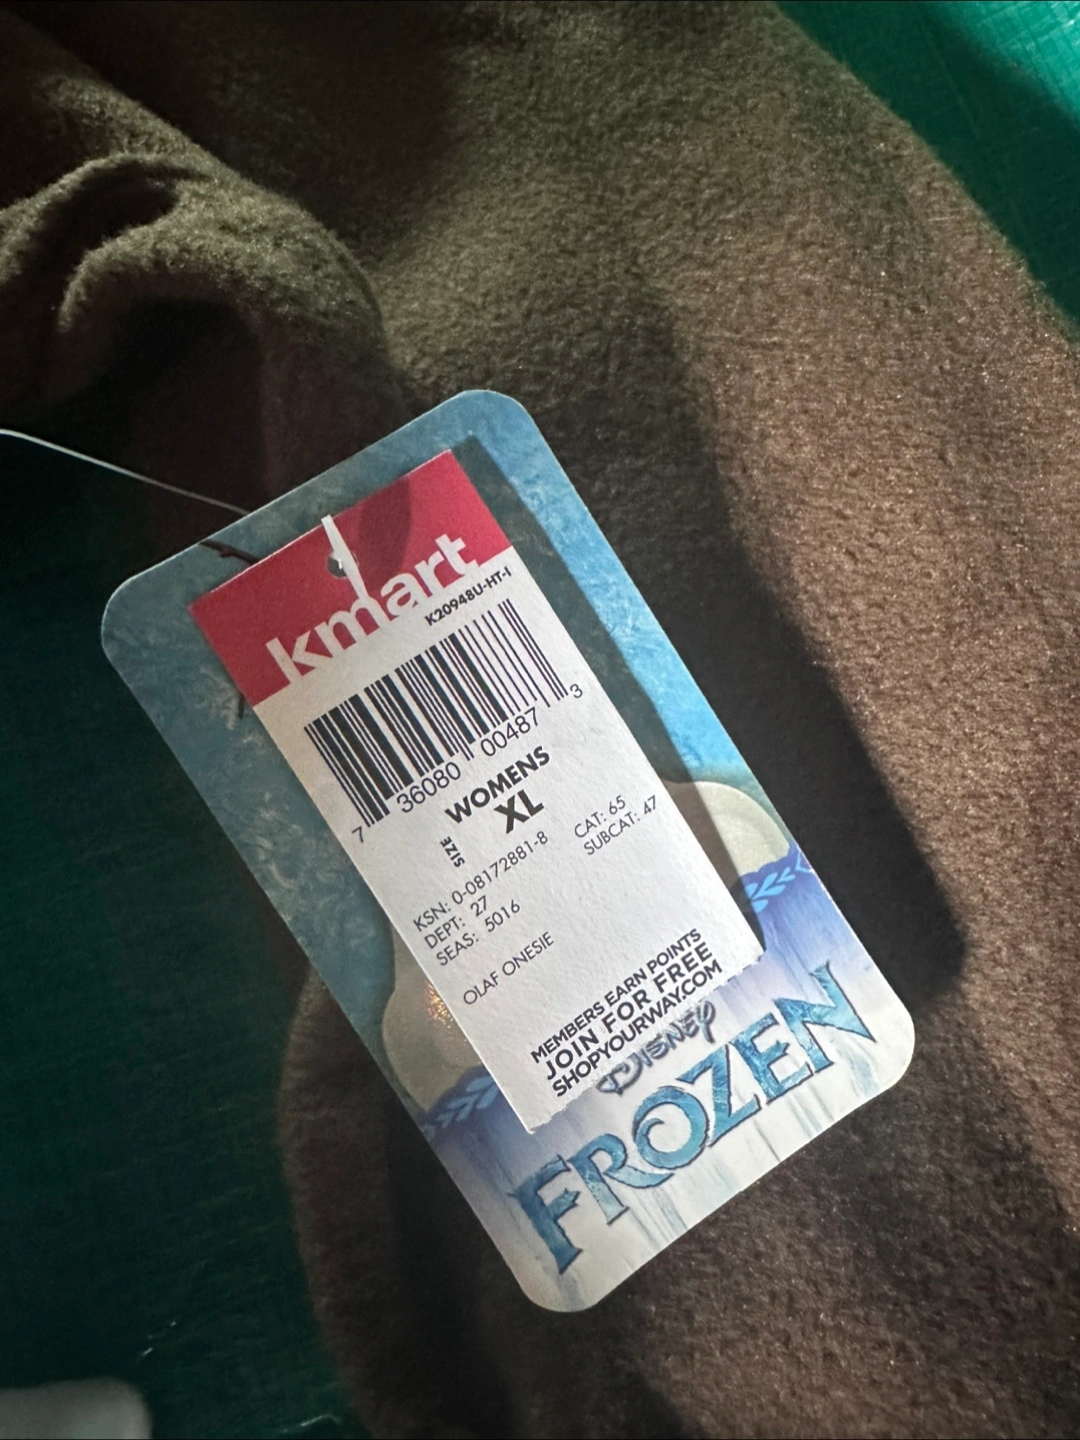 kmart
K20948U-HT-1
7 36080 00487 3
WOMENS
SIZE XL
KSN: 0-08172881-8 CAT: 65
DEPT: 27 SUBCAT: 47
SEAS: 5016
OLAF ONESIE
MEMBERS EARN POINTS
JOIN FOR FREE
SHOPYOURWAY.COM
DISNEY
FROZEN